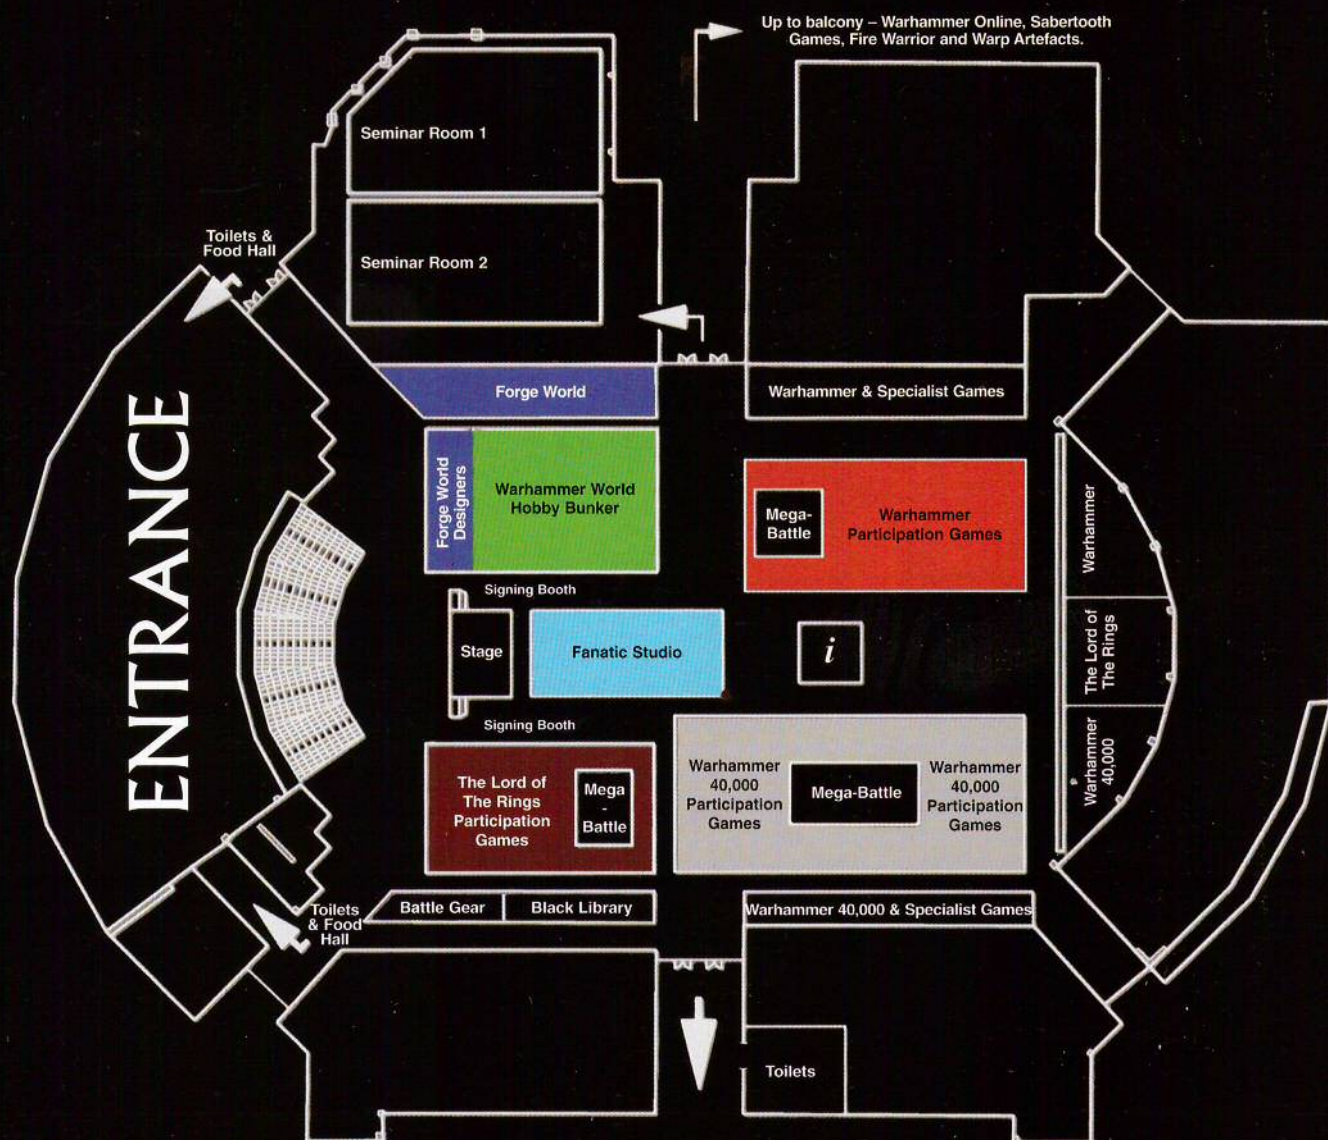 Up to balcony – Warhammer Online, Sabertooth
Games, Fire Warrior and Warp Artefacts.
Seminar Room 1
Toilets &
Food Hall
Seminar Room 2
Forge World
Warhammer & Specialist Games
ENTRANCE
Forge World
Designers
Warhammer World
Hobby Bunker
Mega-
Battle
Warhammer
Participation Games
Warhammer
Signing Booth
Stage
Fanatic Studio
i
The Lord of
The Rings
Signing Booth
Warhammer
40,000
The Lord of
The Rings
Participation
Games
Mega
-
Battle
Warhammer
40,000
Participation
Games
Mega-Battle
Warhammer
40,000
Participation
Games
Battle Gear
Black Library
Warhammer 40,000 & Specialist Games
Toilets
& Food
Hall
Toilets